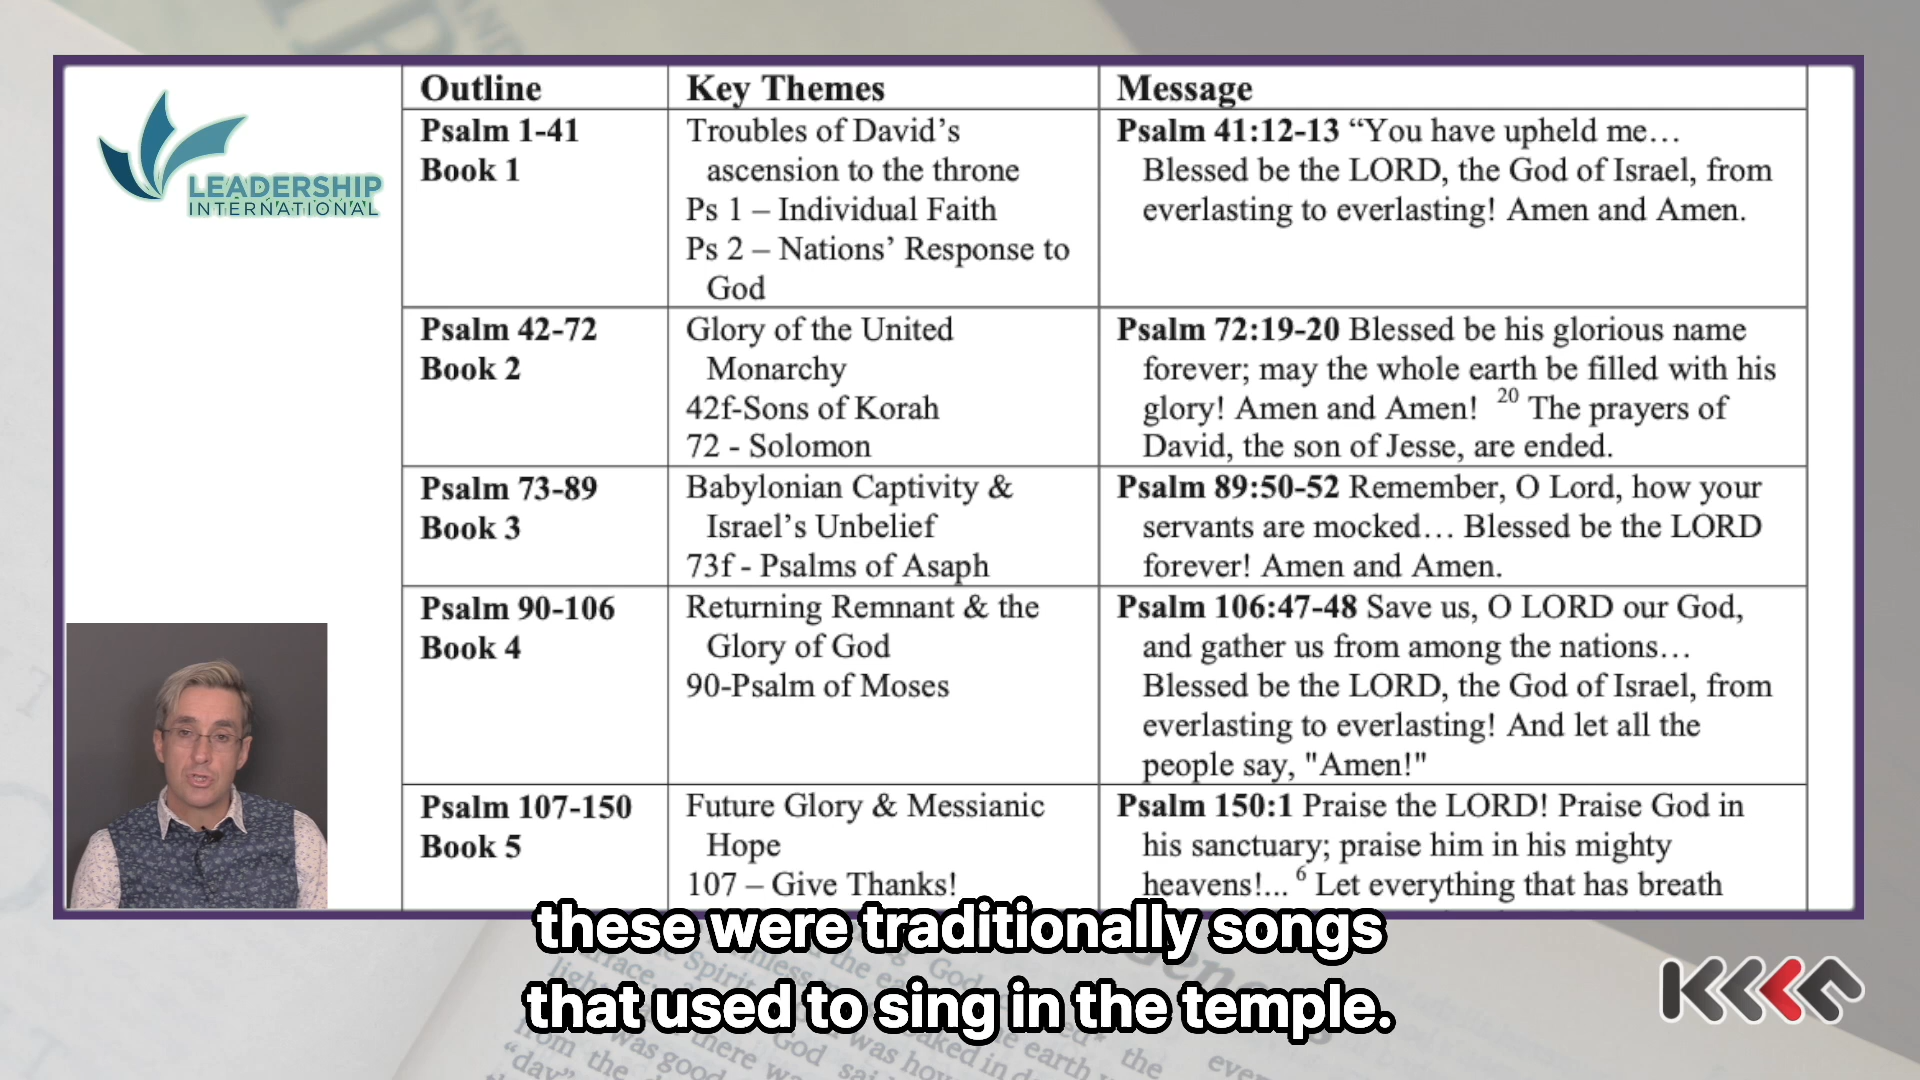 LEADERSHIP
INTERNATIONAL
Outline
Key Themes
Message
Psalm 1-41
Book 1
Troubles of David’s
ascension to the throne
Ps 1 – Individual Faith
Ps 2 – Nations’ Response to
God
Psalm 41:12-13 “You have upheld me…
Blessed be the LORD, the God of Israel, from
everlasting to everlasting! Amen and Amen.
Psalm 42-72
Book 2
Glory of the United
Monarchy
42f-Sons of Korah
72 - Solomon
Psalm 72:19-20 Blessed be his glorious name
forever; may the whole earth be filled with his
glory! Amen and Amen! 20 The prayers of
David, the son of Jesse, are ended.
Psalm 73-89
Book 3
Babylonian Captivity &
Israel’s Unbelief
73f - Psalms of Asaph
Psalm 89:50-52 Remember, O Lord, how your
servants are mocked… Blessed be the LORD
forever! Amen and Amen.
Psalm 90-106
Book 4
Returning Remnant & the
Glory of God
90-Psalm of Moses
Psalm 106:47-48 Save us, O LORD our God,
and gather us from among the nations…
Blessed be the LORD, the God of Israel, from
everlasting to everlasting! And let all the
people say, "Amen!"
Psalm 107-150
Book 5
Future Glory & Messianic
Hope
107 – Give Thanks!
Psalm 150:1 Praise the LORD! Praise God in
his sanctuary; praise him in his mighty
heavens!... 6 Let everything that has breath
these were traditionally songs
that used to sing in the temple.